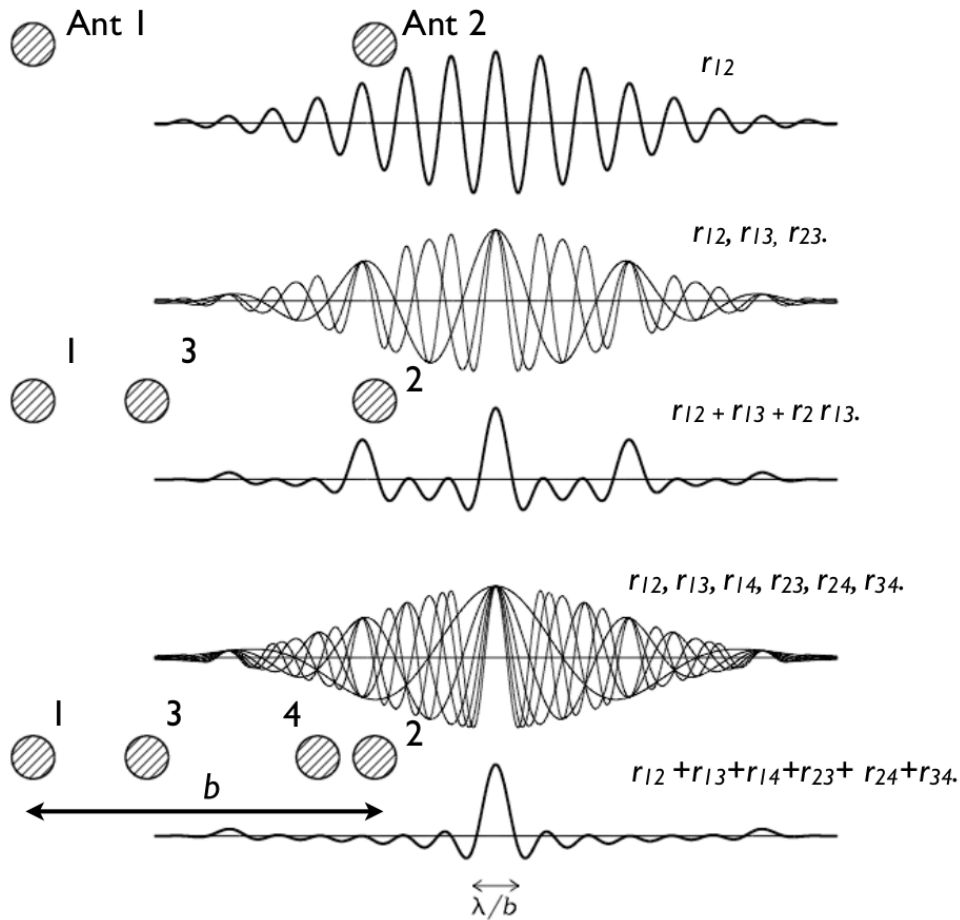 Ant 1
Ant 2
r12
r12, r13, r23.
1
3
2
r12 + r13 + r2 r13.
r12, r13, r14, r23, r24, r34.
1
3
4
2
b
r12 +r13+r14+r23+ r24+r34.
λ/b